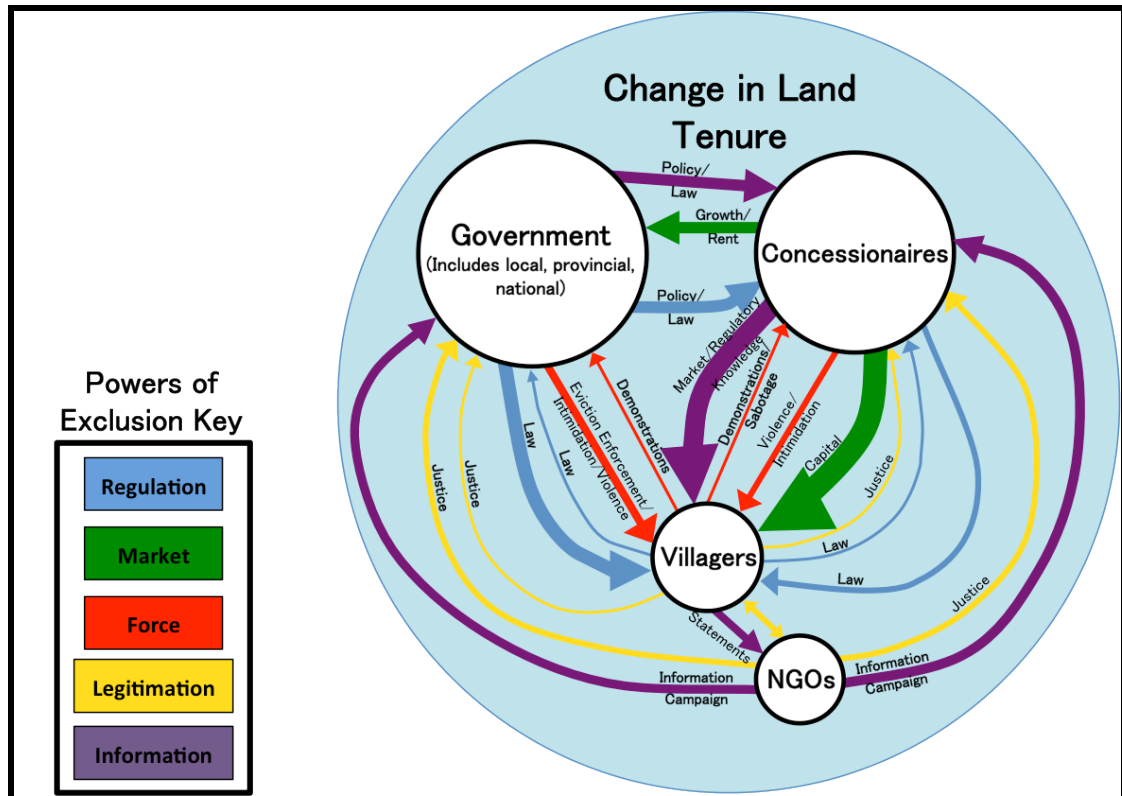 Change in Land
Tenure
Policy/
Law
Growth/
Rent
Government
(Includes local, provincial,
national)
Concessionaires
Policy/
Law
Market/Regulatory
Knowledge
Demonstrations/
Sabotage
Violence/
Intimidation
Capital
Eviction Enforcement/
Intimidation/Violence
Demonstrations
Law
Law
Justice
Justice
Justice
Law
Law
Justice
Villagers
Statements
NGOs
Information
Campaign
Information
Campaign
Powers of
Exclusion Key
Regulation
Market
Force
Legitimation
Information